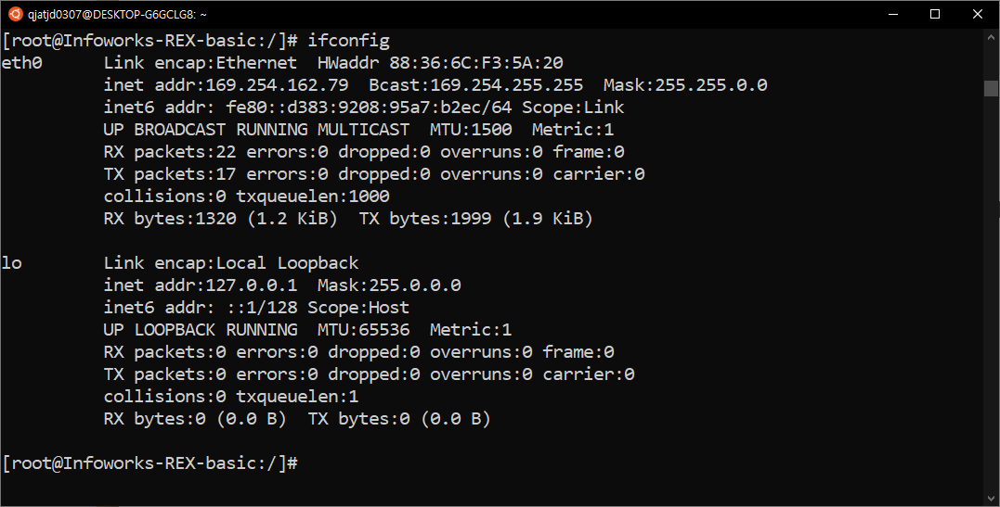 qjatjd0307@DESKTOP-G6GCLG8: ~
[root@Infoworks-REX-basic:/]# ifconfig
eth0      Link encap:Ethernet  HWaddr 88:36:6C:F3:5A:20
          inet addr:169.254.162.79  Bcast:169.254.255.255  Mask:255.255.0.0
          inet6 addr: fe80::d383:9208:95a7:b2ec/64 Scope:Link
          UP BROADCAST RUNNING MULTICAST  MTU:1500  Metric:1
          RX packets:22 errors:0 dropped:0 overruns:0 frame:0
          TX packets:17 errors:0 dropped:0 overruns:0 carrier:0
          collisions:0 txqueuelen:1000
          RX bytes:1320 (1.2 KiB)  TX bytes:1999 (1.9 KiB)

lo        Link encap:Local Loopback
          inet addr:127.0.0.1  Mask:255.0.0.0
          inet6 addr: ::1/128 Scope:Host
          UP LOOPBACK RUNNING  MTU:65536  Metric:1
          RX packets:0 errors:0 dropped:0 overruns:0 frame:0
          TX packets:0 errors:0 dropped:0 overruns:0 carrier:0
          collisions:0 txqueuelen:1
          RX bytes:0 (0.0 B)  TX bytes:0 (0.0 B)

[root@Infoworks-REX-basic:/]#